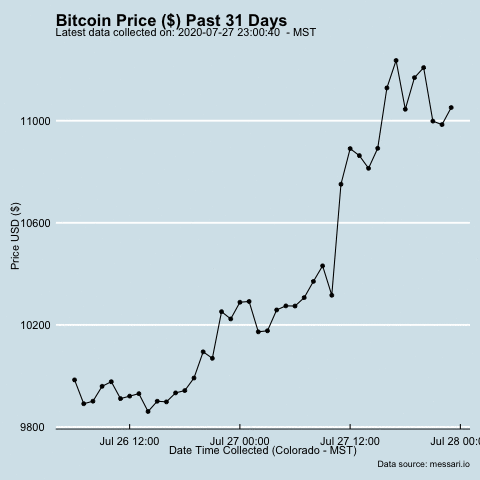 Bitcoin Price ($) Past 31 Days
Latest data collected on: 2020-07-27 23:00:40 - MST
11000
10600
10200
9800
Price USD ($)
Jul 26 12:00
Jul 27 00:00
Jul 27 12:00
Jul 28 00:0
Date Time Collected (Colorado - MST)
Data source: messari.io